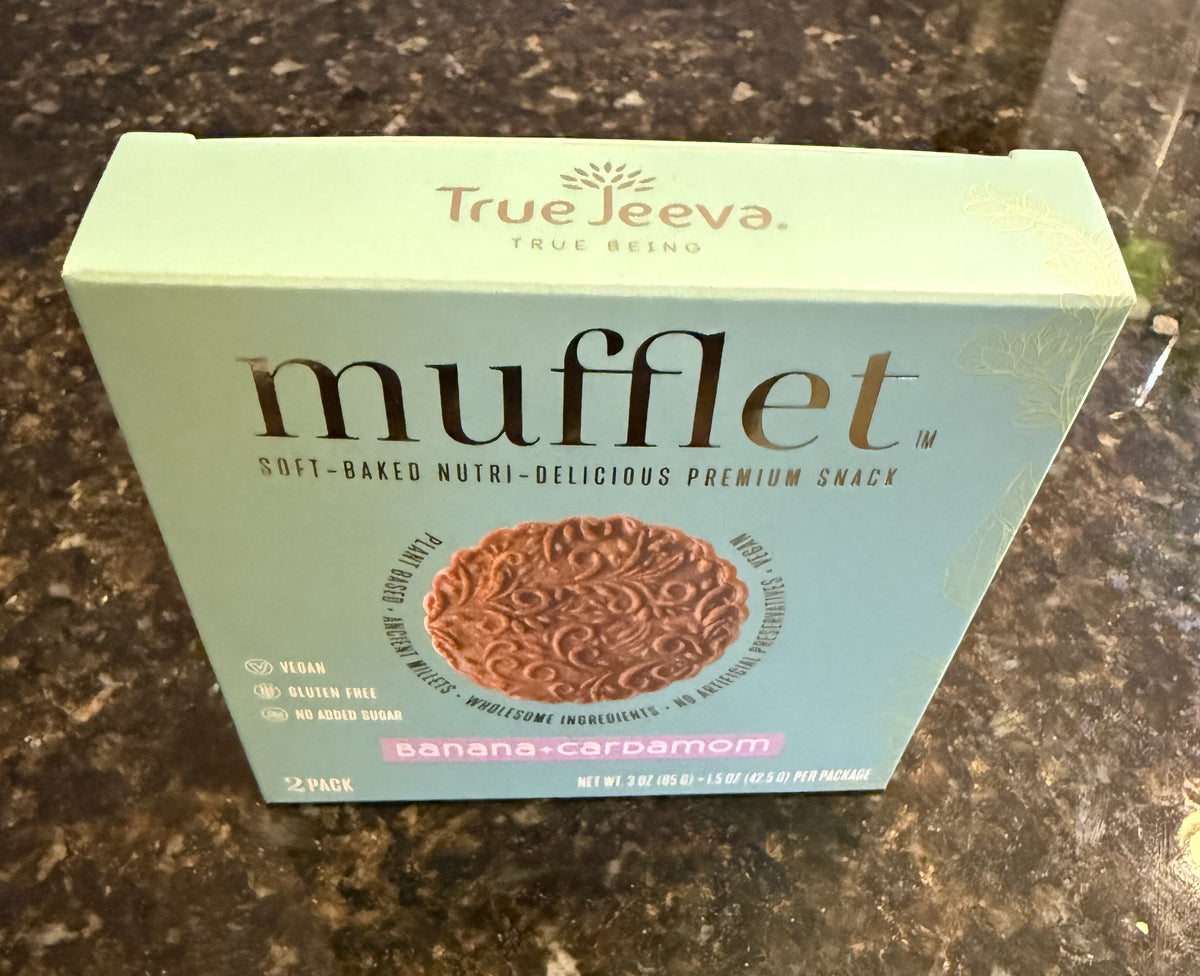 True Jeeva®
TRUE BEING
mufflet™
SOFT-BAKED NUTRI-DELICIOUS PREMIUM SNACK
PLANT BASED • ANCIENT MILLETS • WHOLESOME INGREDIENTS • NO ARTIFICIAL PRESERVATIVES • VEGAN
VEGAN
GLUTEN FREE
NO ADDED SUGAR
Banana+Cardamom
2 PACK
NET WT. 3 OZ (85 G) - 1.5 OZ (42.5 G) PER PACKAGE